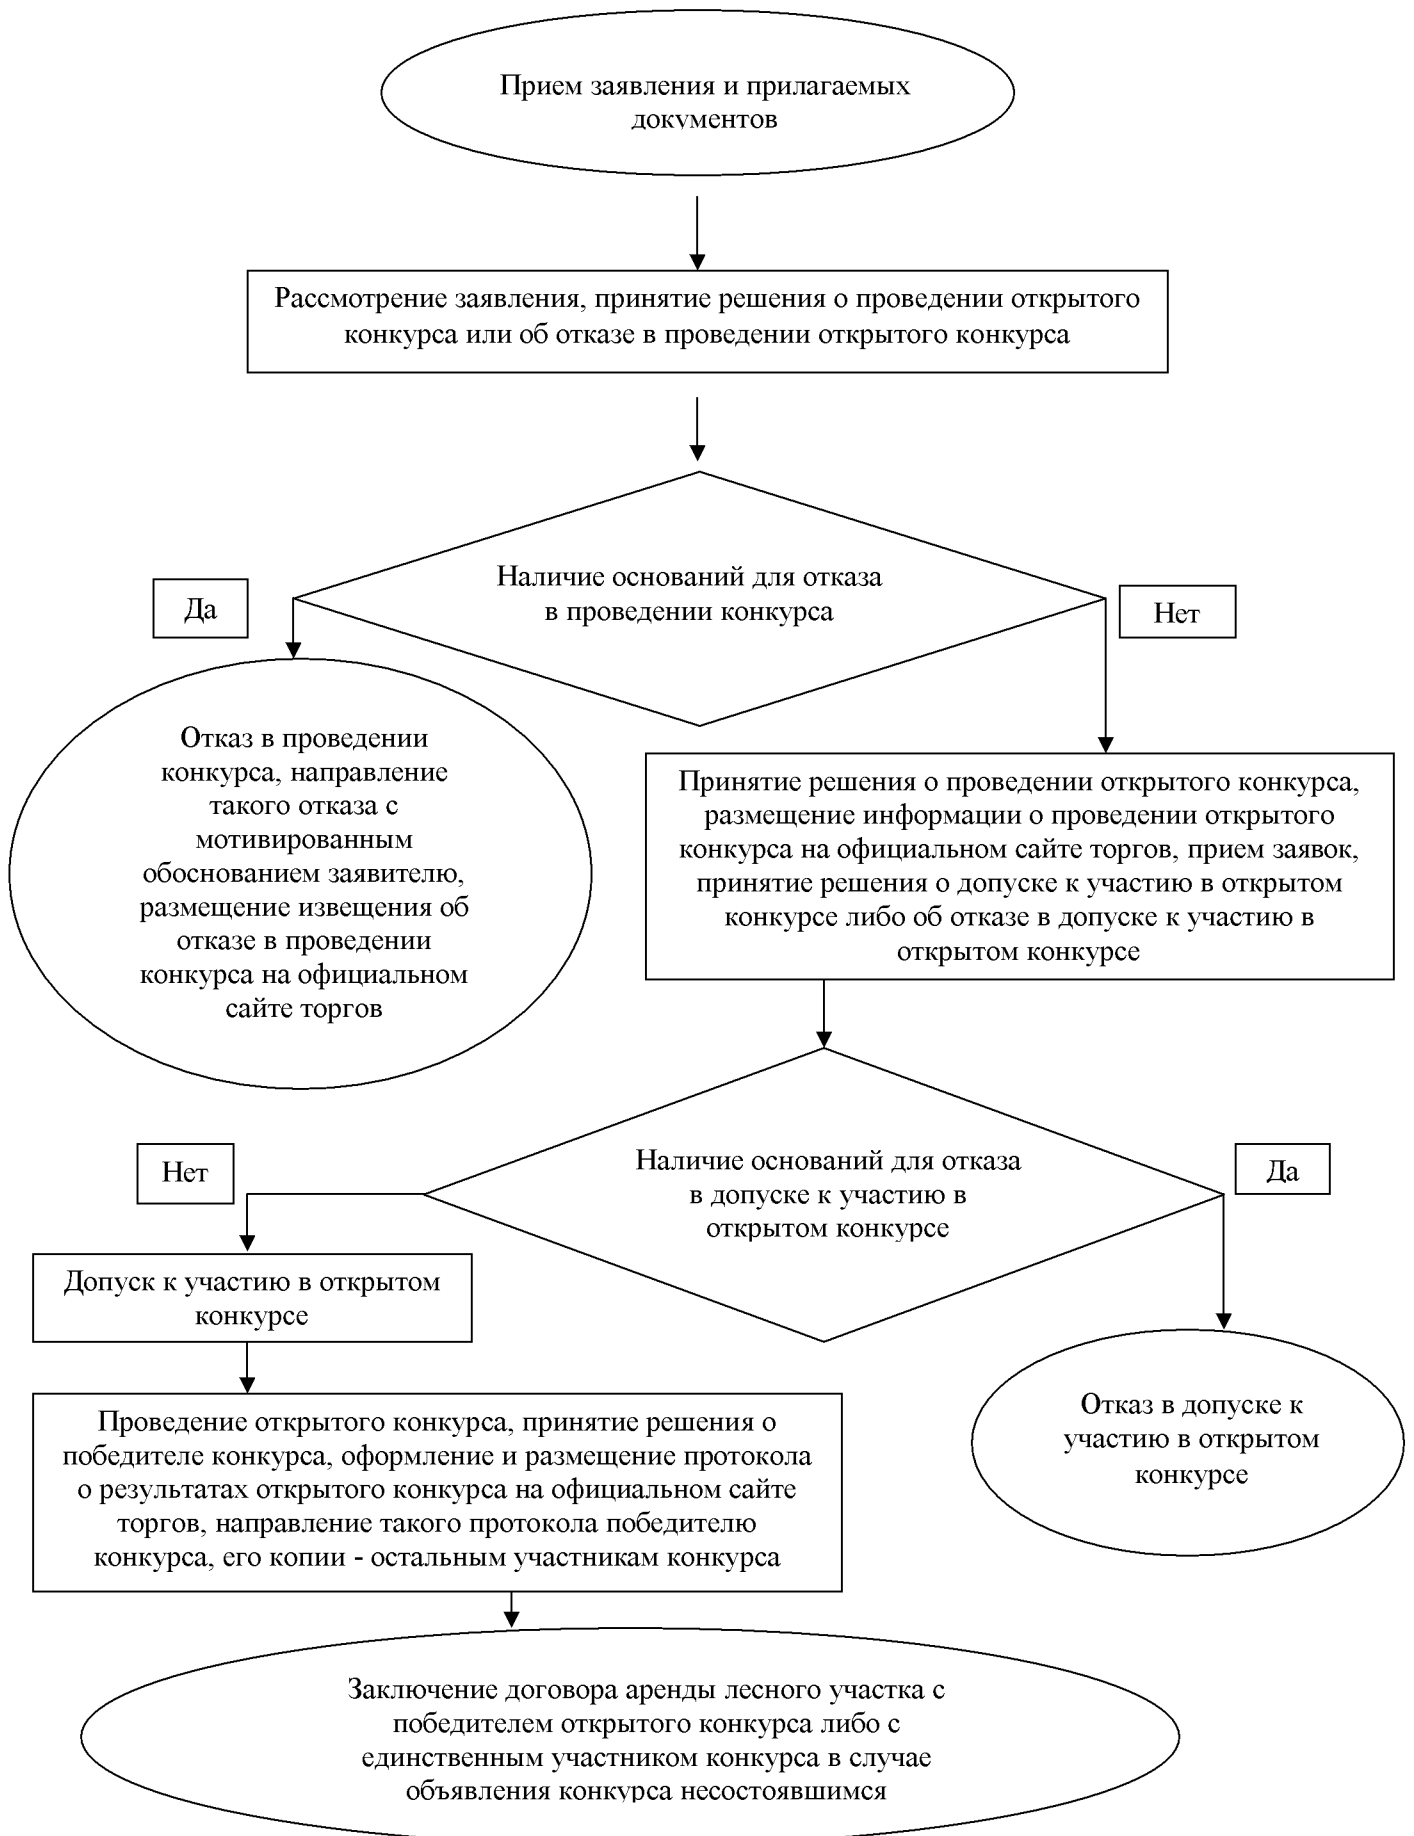 Прием заявления и прилагаемых
документов
Рассмотрение заявления, принятие решения о проведении открытого
конкурса или об отказе в проведении открытого конкурса
Наличие оснований для отказа
в проведении конкурса
Да
Нет
Отказ в проведении
конкурса, направление
такого отказа с
мотивированным
обоснованием заявителю,
размещение извещения об
отказе в проведении
конкурса на официальном
сайте торгов
Принятие решения о проведении открытого конкурса,
размещение информации о проведении открытого
конкурса на официальном сайте торгов, прием заявок,
принятие решения о допуске к участию в открытом
конкурсе либо об отказе в допуске к участию в
открытом конкурсе
Наличие оснований для отказа
в допуске к участию в
открытом конкурсе
Нет
Да
Допуск к участию в открытом
конкурсе
Отказ в допуске к
участию в открытом
конкурсе
Проведение открытого конкурса, принятие решения о
победителе конкурса, оформление и размещение протокола
о результатах открытого конкурса на официальном сайте
торгов, направление такого протокола победителю
конкурса, его копии - остальным участникам конкурса
Заключение договора аренды лесного участка с
победителем открытого конкурса либо с
единственным участником конкурса в случае
объявления конкурса несостоявшимся